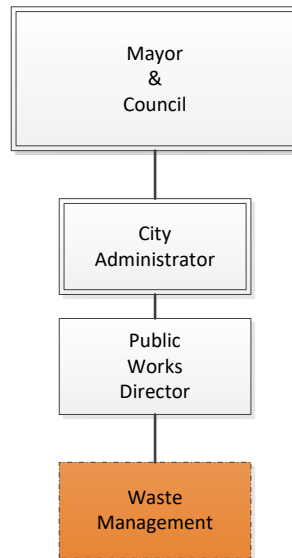 Mayor
&
Council
City
Administrator
Public
Works
Director
Waste
Management